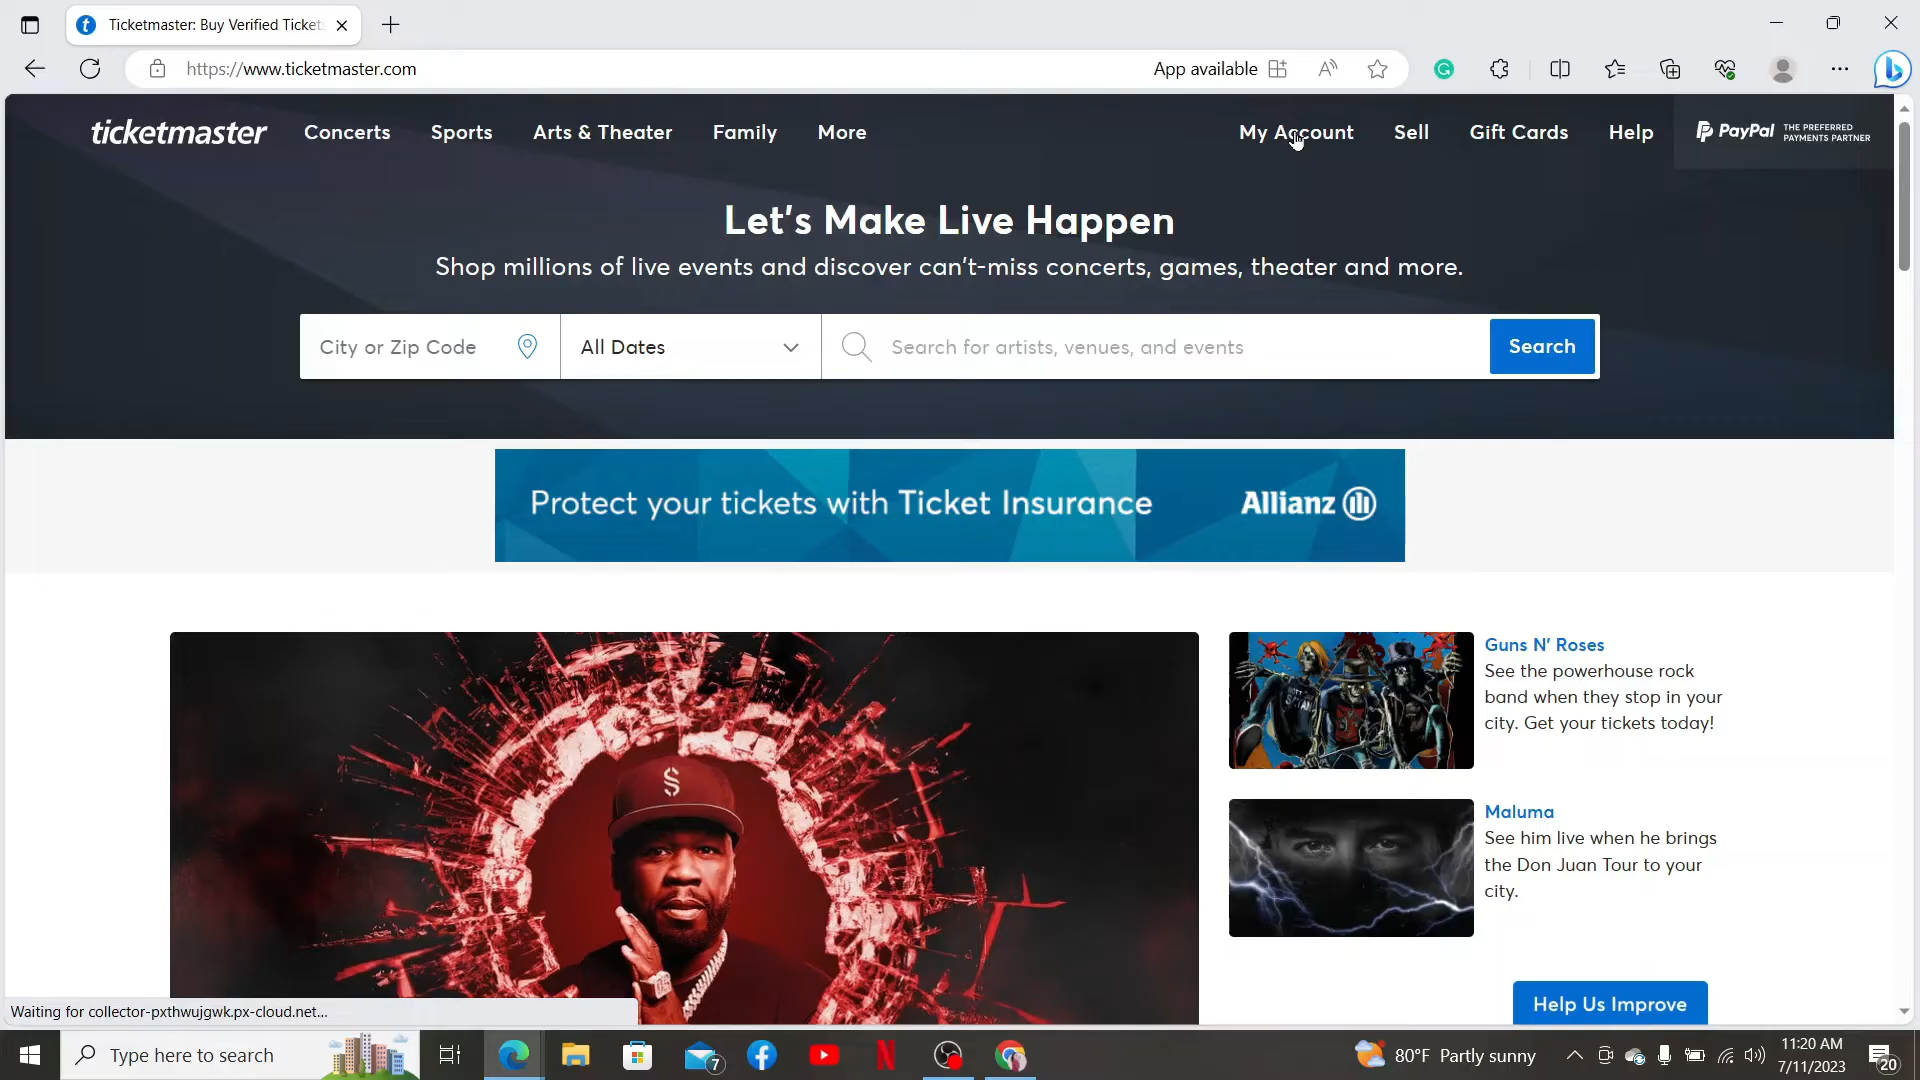 Ticketmaster: Buy Verified Ticket
https://www.ticketmaster.com
App available
ticketmaster Concerts Sports Arts & Theater Family More My Account Sell Gift Cards Help PayPal THE PREFERRED
PAYMENTS PARTNER
Let's Make Live Happen
Shop millions of live events and discover can't-miss concerts, games, theater and more.
City or Zip Code All Dates Search for artists, venues, and events Search
Protect your tickets with Ticket Insurance Allianz
Guns N' Roses
See the powerhouse rock
band when they stop in your
city. Get your tickets today!
Maluma
See him live when he brings
the Don Juan Tour to your
city.
Help Us Improve
Waiting for collector-pxthwujgwk.px-cloud.net...
Type here to search 7 80°F Partly sunny 11:20 AM
7/11/2023
20